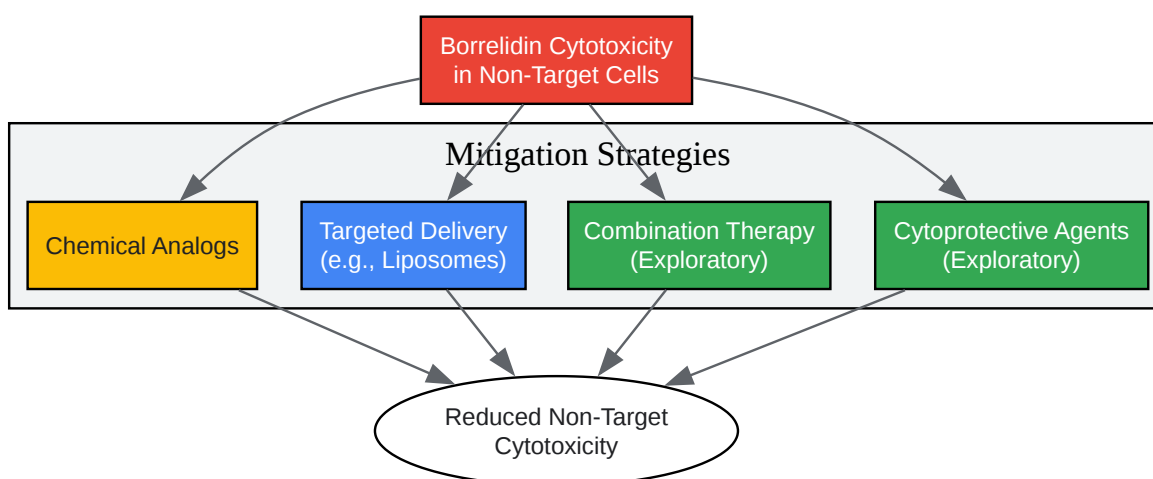 Borrelidin Cytotoxicity
in Non-Target Cells
Mitigation Strategies
Chemical Analogs
Targeted Delivery
(e.g., Liposomes)
Combination Therapy
(Exploratory)
Cytoprotective Agents
(Exploratory)
Reduced Non-Target
Cytotoxicity